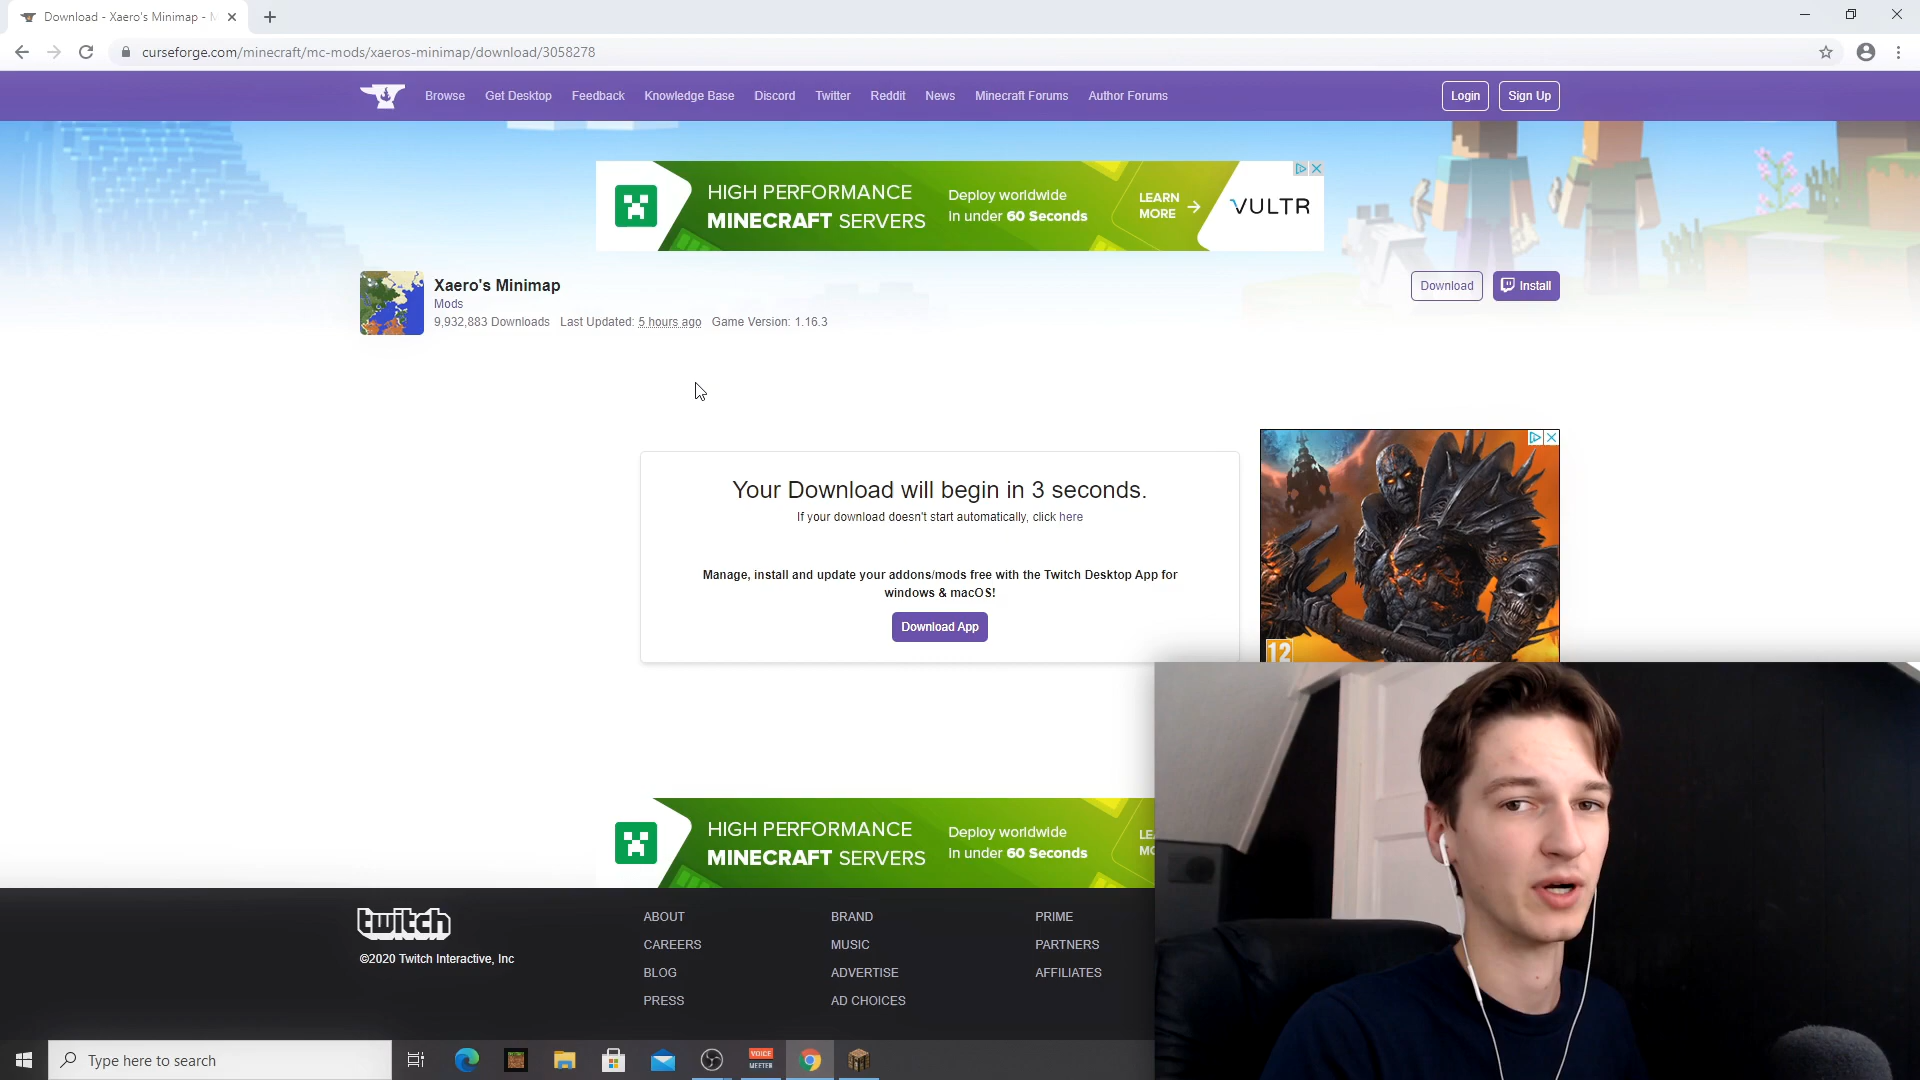 Download - Xaero's Minimap - M
curseforge.com/minecraft/mc-mods/xaeros-minimap/download/3058278
Browse Get Desktop Feedback Knowledge Base Discord Twitter Reddit News Minecraft Forums Author Forums Login Sign Up
HIGH PERFORMANCE
MINECRAFT SERVERS
Deploy worldwide
In under 60 Seconds
LEARN
MORE
VULTR
Xaero's Minimap
Mods
9,932,883 Downloads Last Updated: 5 hours ago Game Version: 1.16.3
Download Install
Your Download will begin in 3 seconds.
If your download doesn't start automatically, click here
Manage, install and update your addons/mods free with the Twitch Desktop App for
windows & macOS!
Download App
12
HIGH PERFORMANCE
MINECRAFT SERVERS
Deploy worldwide
In under 60 Seconds
LE
MO
twitch
©2020 Twitch Interactive, Inc
ABOUT
CAREERS
BLOG
PRESS
BRAND
MUSIC
ADVERTISE
AD CHOICES
PRIME
PARTNERS
AFFILIATES
Type here to search
VOICE
MEETER